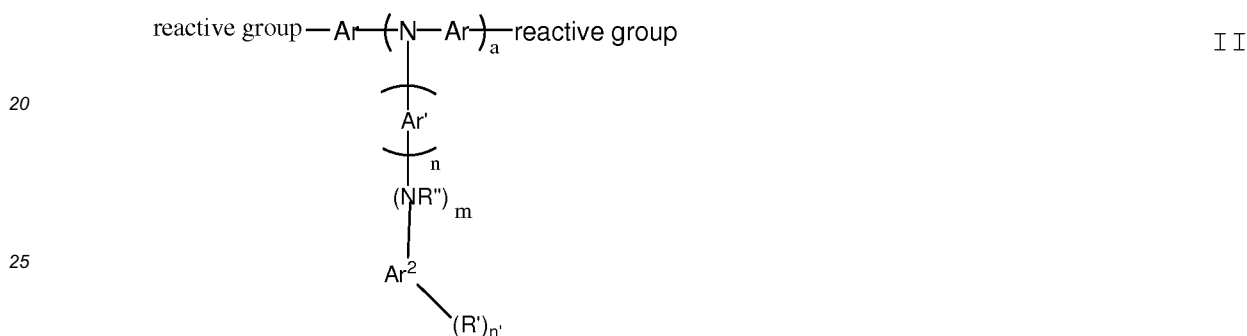 reactive group—Ar—(N—Ar)a—reactive group II
20
Ar'
n
(NR")m
25
Ar2
(R')n'